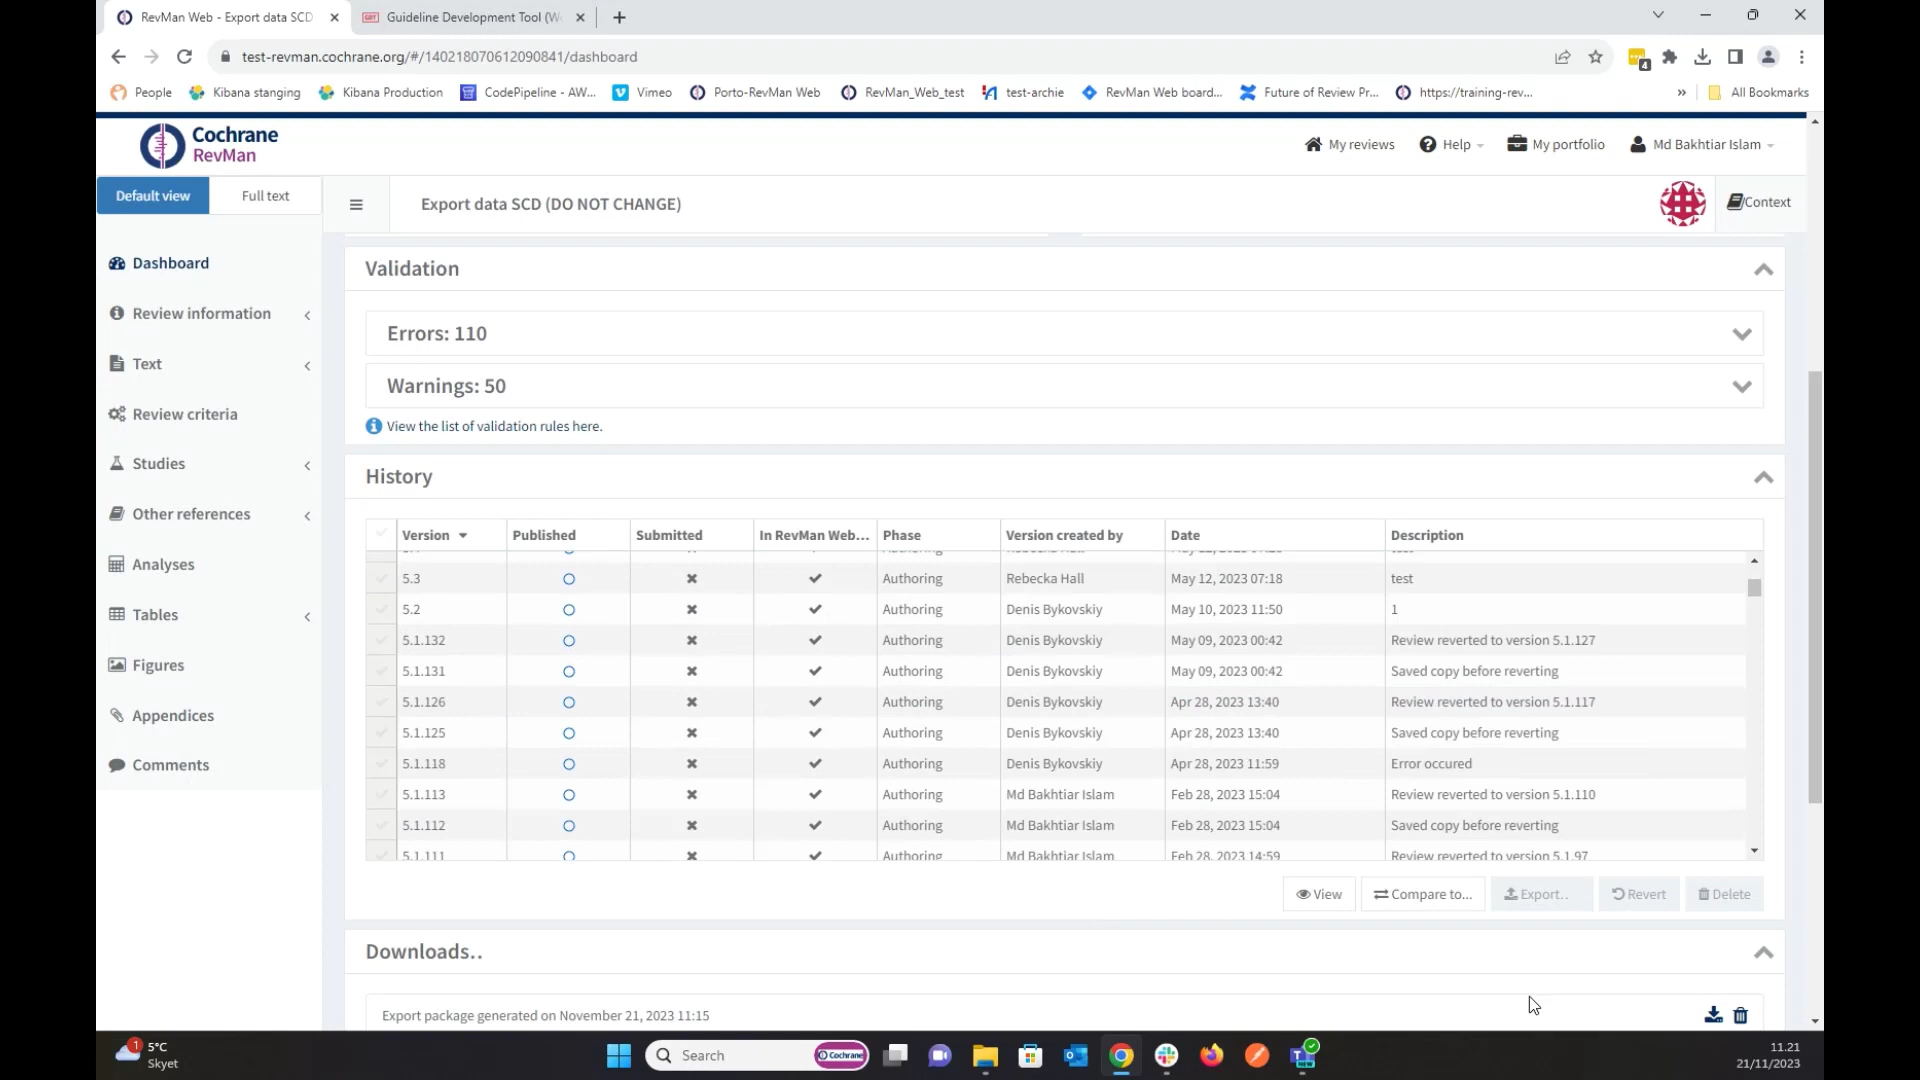 RevMan Web - Export data SCD
Guideline Development Tool (W
test-revman.cochrane.org/#/140218070612090841/dashboard
4
People
Kibana stanging
Kibana Production
CodePipeline - AW...
Vimeo
Porto-RevMan Web
RevMan_Web_test
test-archie
RevMan Web board...
Future of Review Pr...
https://training-rev...
»
All Bookmarks
Cochrane
RevMan
My reviews
Help
My portfolio
Md Bakhtiar Islam
Default view
Full text
Export data SCD (DO NOT CHANGE)
Context
Dashboard
Review information
Text
Review criteria
Studies
Other references
Analyses
Tables
Figures
Appendices
Comments
Validation
Errors: 110
Warnings: 50
View the list of validation rules here.
History
Version Published Submitted In RevMan Web... Phase Version created by Date Description
5.3 Authoring Rebecka Hall May 12, 2023 07:18 test
5.2 Authoring Denis Bykovskiy May 10, 2023 11:50 1
5.1.132 Authoring Denis Bykovskiy May 09, 2023 00:42 Review reverted to version 5.1.127
5.1.131 Authoring Denis Bykovskiy May 09, 2023 00:42 Saved copy before reverting
5.1.126 Authoring Denis Bykovskiy Apr 28, 2023 13:40 Review reverted to version 5.1.117
5.1.125 Authoring Denis Bykovskiy Apr 28, 2023 13:40 Saved copy before reverting
5.1.118 Authoring Denis Bykovskiy Apr 28, 2023 11:59 Error occured
5.1.113 Authoring Md Bakhtiar Islam Feb 28, 2023 15:04 Review reverted to version 5.1.110
5.1.112 Authoring Md Bakhtiar Islam Feb 28, 2023 15:04 Saved copy before reverting
5.1.111 Authoring Md Bakhtiar Islam Feb 28, 2023 14:59 Review reverted to version 5.1.97
View
Compare to...
Export..
Revert
Delete
Downloads..
Export package generated on November 21, 2023 11:15
1
5°C
Skyet
Search
Cochrane
11.21
21/11/2023